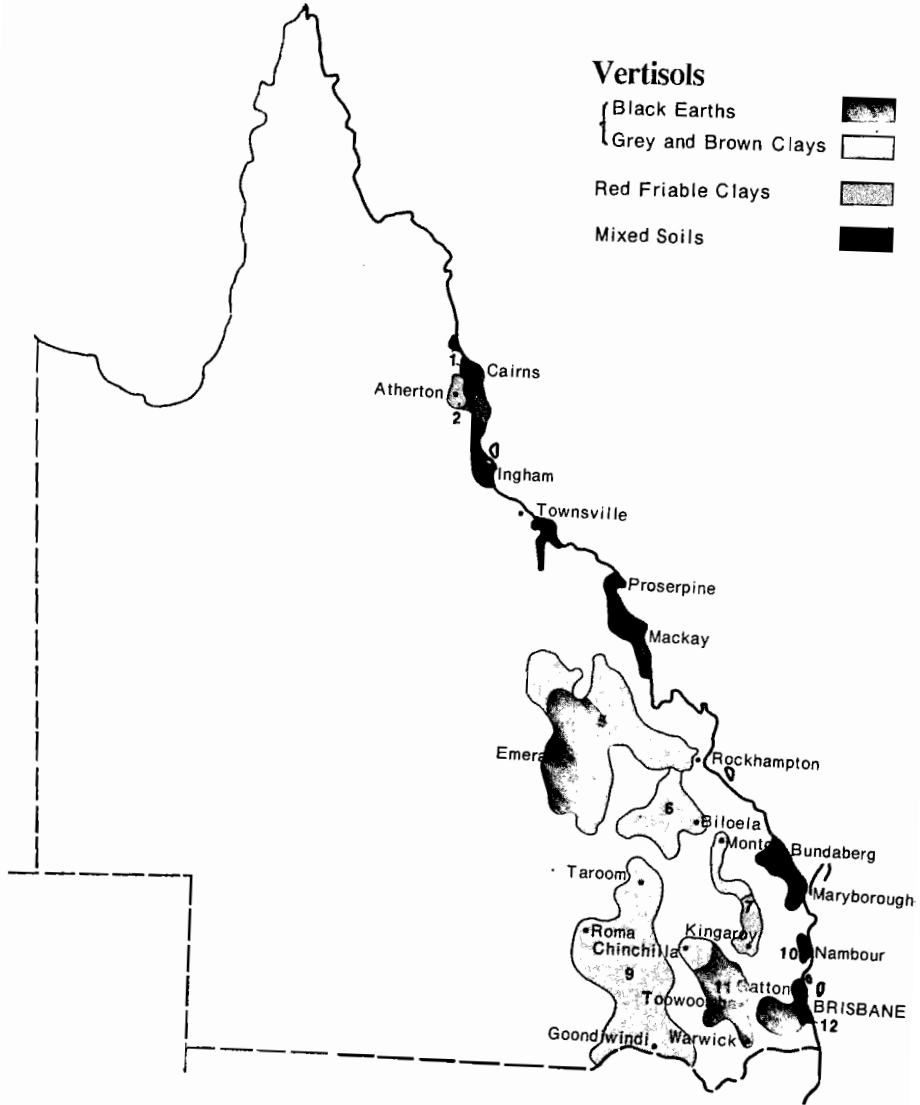 Vertisols
Black Earths
Grey and Brown Clays
Red Friable Clays
Mixed Soils
1
Cairns
Atherton
2
Ingham
Townsville
Proserpine
Mackay
Rockhampton
6
Biloela
Bundaberg
Taroom
Maryborough
7
Roma
Kingaroy
Chinchilla
10
Nambour
9
11
Gatton
BRISBANE
12
Goondiwindi
Warwick